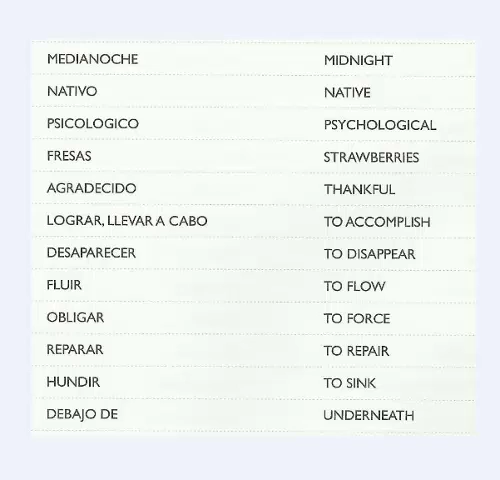 MEDIANOCHE MIDNIGHT
NATIVO NATIVE
PSICOLOGICO PSYCHOLOGICAL
FRESAS STRAWBERRIES
AGRADECIDO THANKFUL
LOGRAR, LLEVAR A CABO TO ACCOMPLISH
DESAPARECER TO DISAPPEAR
FLUIR TO FLOW
OBLIGAR TO FORCE
REPARAR TO REPAIR
HUNDIR TO SINK
DEBAJO DE UNDERNEATH